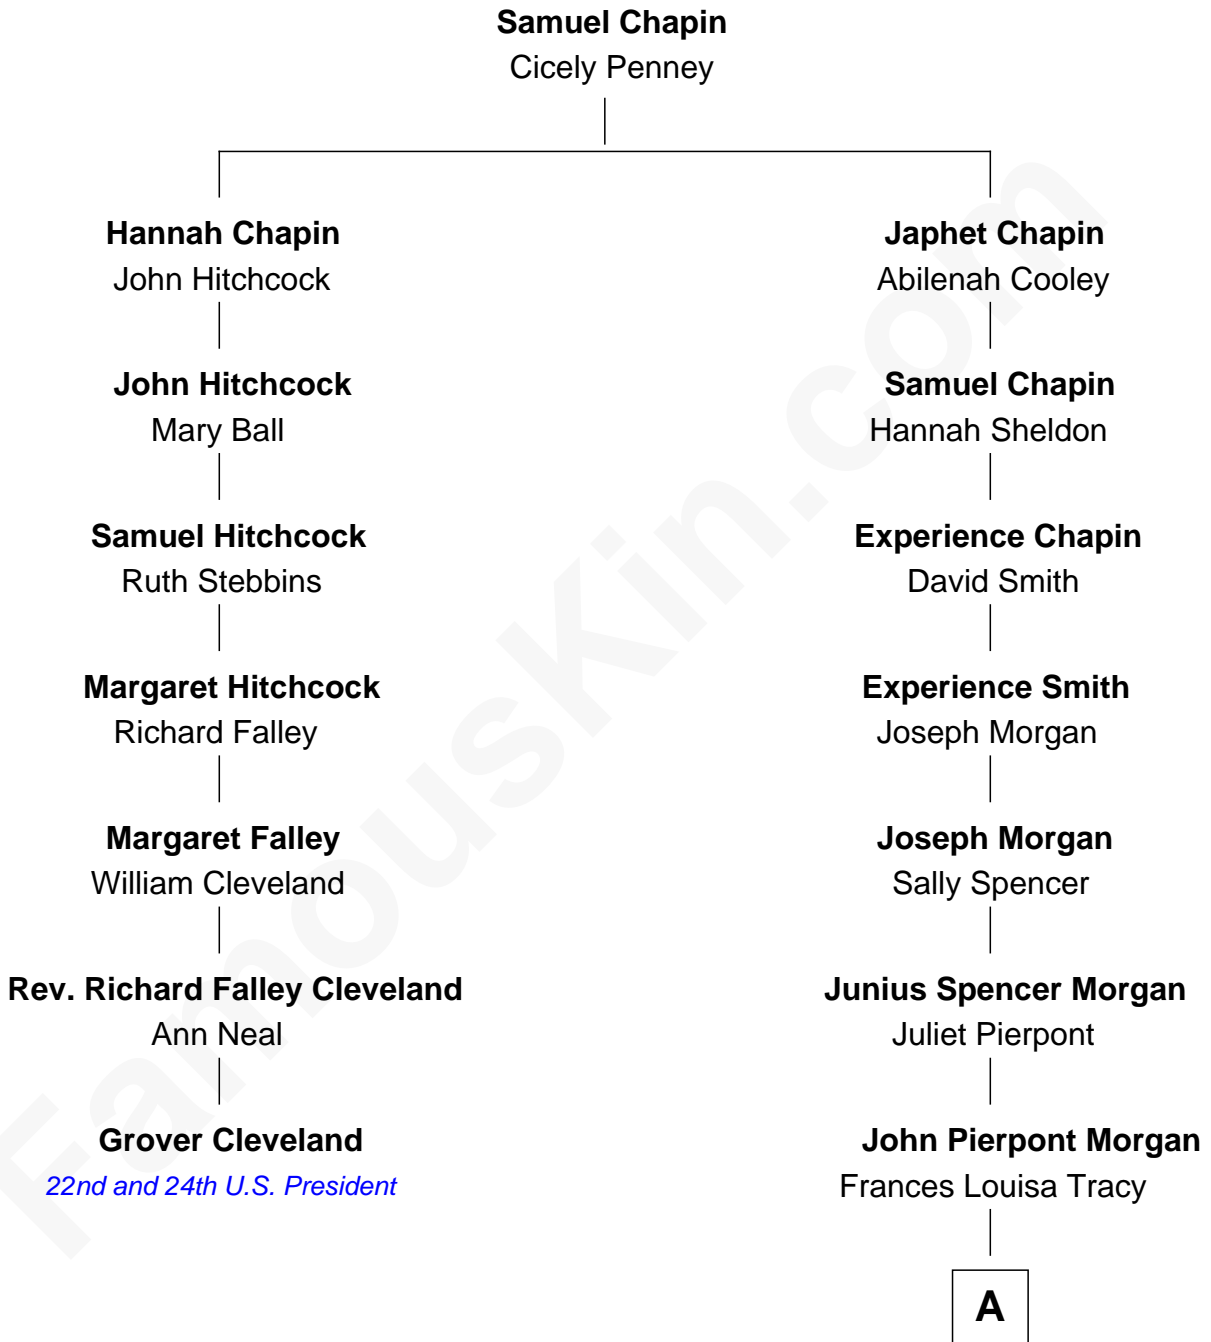 Samuel Chapin
Cicely Penney
Hannah Chapin
John Hitchcock
Japhet Chapin
Abilenah Cooley
John Hitchcock
Mary Ball
Samuel Chapin
Hannah Sheldon
Samuel Hitchcock
Ruth Stebbins
Experience Chapin
David Smith
Margaret Hitchcock
Richard Falley
Experience Smith
Joseph Morgan
Margaret Falley
William Cleveland
Joseph Morgan
Sally Spencer
Rev. Richard Falley Cleveland
Ann Neal
Junius Spencer Morgan
Juliet Pierpont
Grover Cleveland
22nd and 24th U.S. President
John Pierpont Morgan
Frances Louisa Tracy
A
FamousKin.com